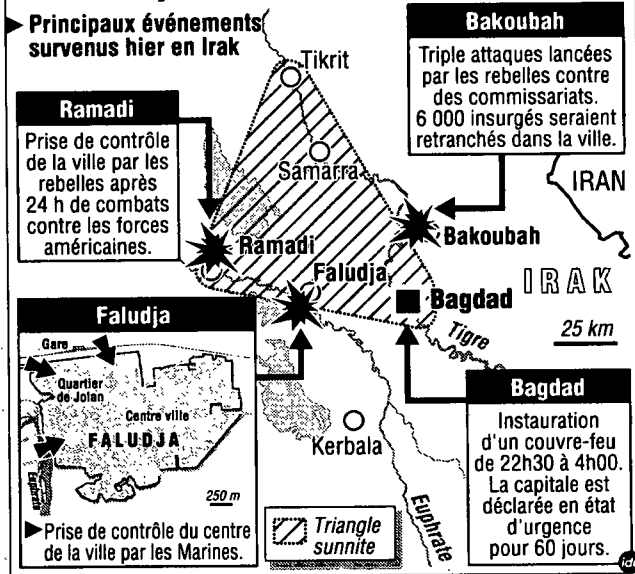 Principaux événements
survenus hier en Irak
Bakoubah
Triple attaques lancées
par les rebelles contre
des commissariats.
6 000 insurgés seraient
retranchés dans la ville.
Ramadi
Prise de contrôle
de la ville par les
rebelles après
24 h de combats
contre les forces
américaines.
Tikrit
Samarra
IRAN
Ramadi
Bakoubah
Faludja
IRAK
Bagdad
Tigre
25 km
Faludja
Gare
Quartier
de Jolan
Centre ville
FALUDJA
Euphrate
250 m
Prise de contrôle du centre
de la ville par les Marines.
Kerbala
Euphrate
Triangle
sunnite
Bagdad
Instauration
d'un couvre-feu
de 22h30 à 4h00.
La capitale est
déclarée en état
d'urgence
pour 60 jours.
idé